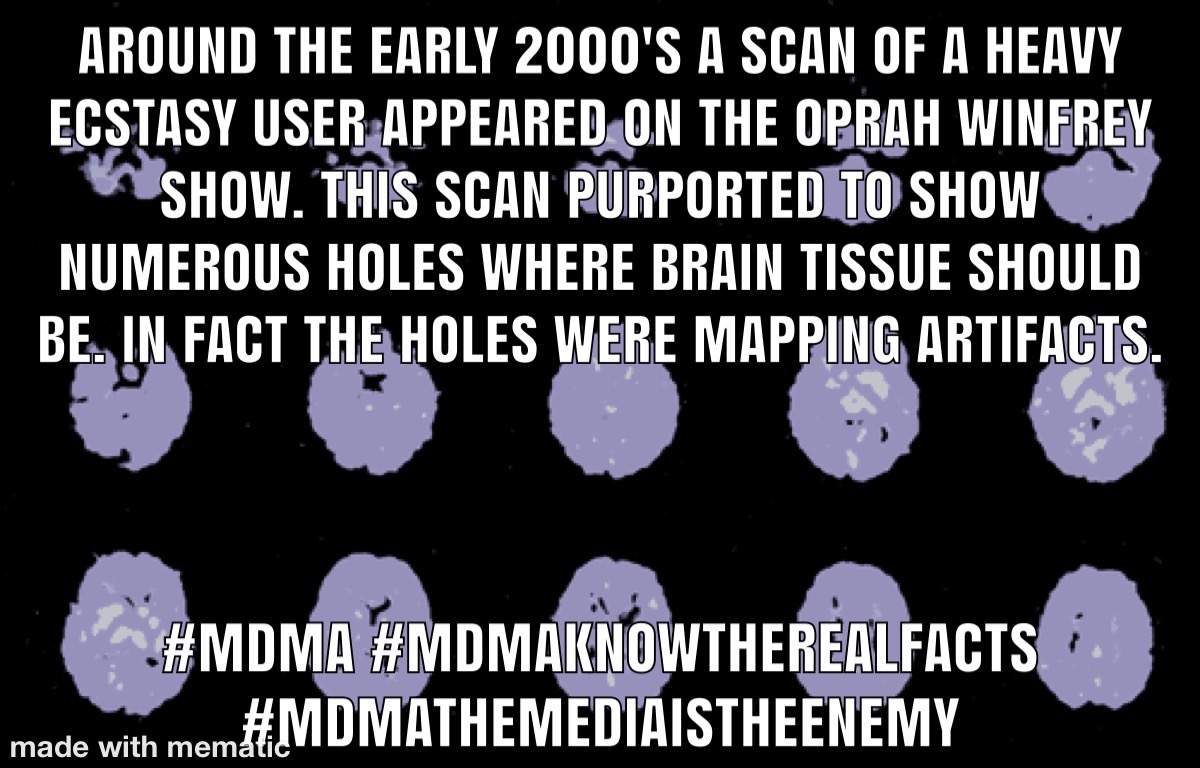 AROUND THE EARLY 2000'S A SCAN OF A HEAVY
ECSTASY USER APPEARED ON THE OPRAH WINFREY
SHOW. THIS SCAN PURPORTED TO SHOW
NUMEROUS HOLES WHERE BRAIN TISSUE SHOULD
BE. IN FACT THE HOLES WERE MAPPING ARTIFACTS.
#MDMA #MDMAKNOWTHEREALFACTS
#MDMATHEMEDIAISTHEENEMY
made with mematic